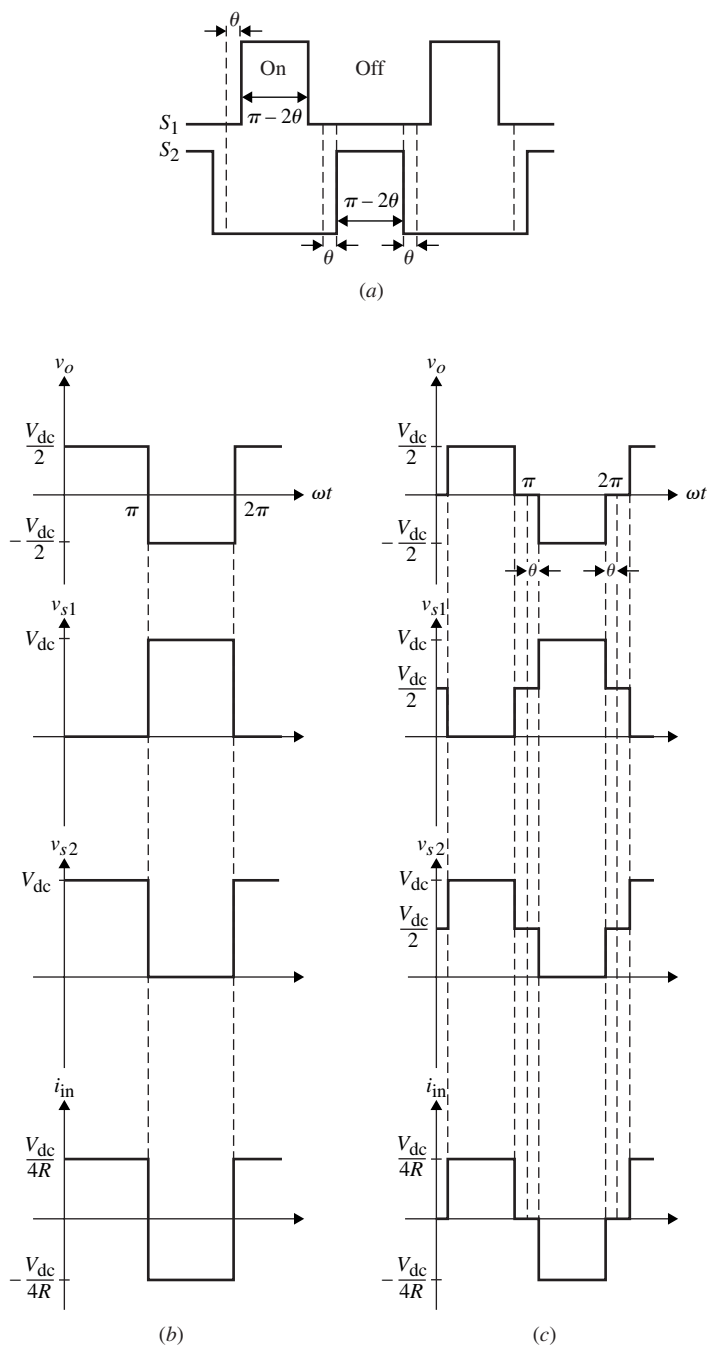 θ
On Off
π – 2θ
S1
S2
π – 2θ
θ θ
(a)
vo
Vdc/2
π 2π ωt
–Vdc/2
vs1
Vdc
vs2
Vdc
iin
Vdc/4R
–Vdc/4R
(b)
vo
Vdc/2
π 2π ωt
–Vdc/2
θ θ
vs1
Vdc
Vdc/2
vs2
Vdc
Vdc/2
iin
Vdc/4R
–Vdc/4R
(c)